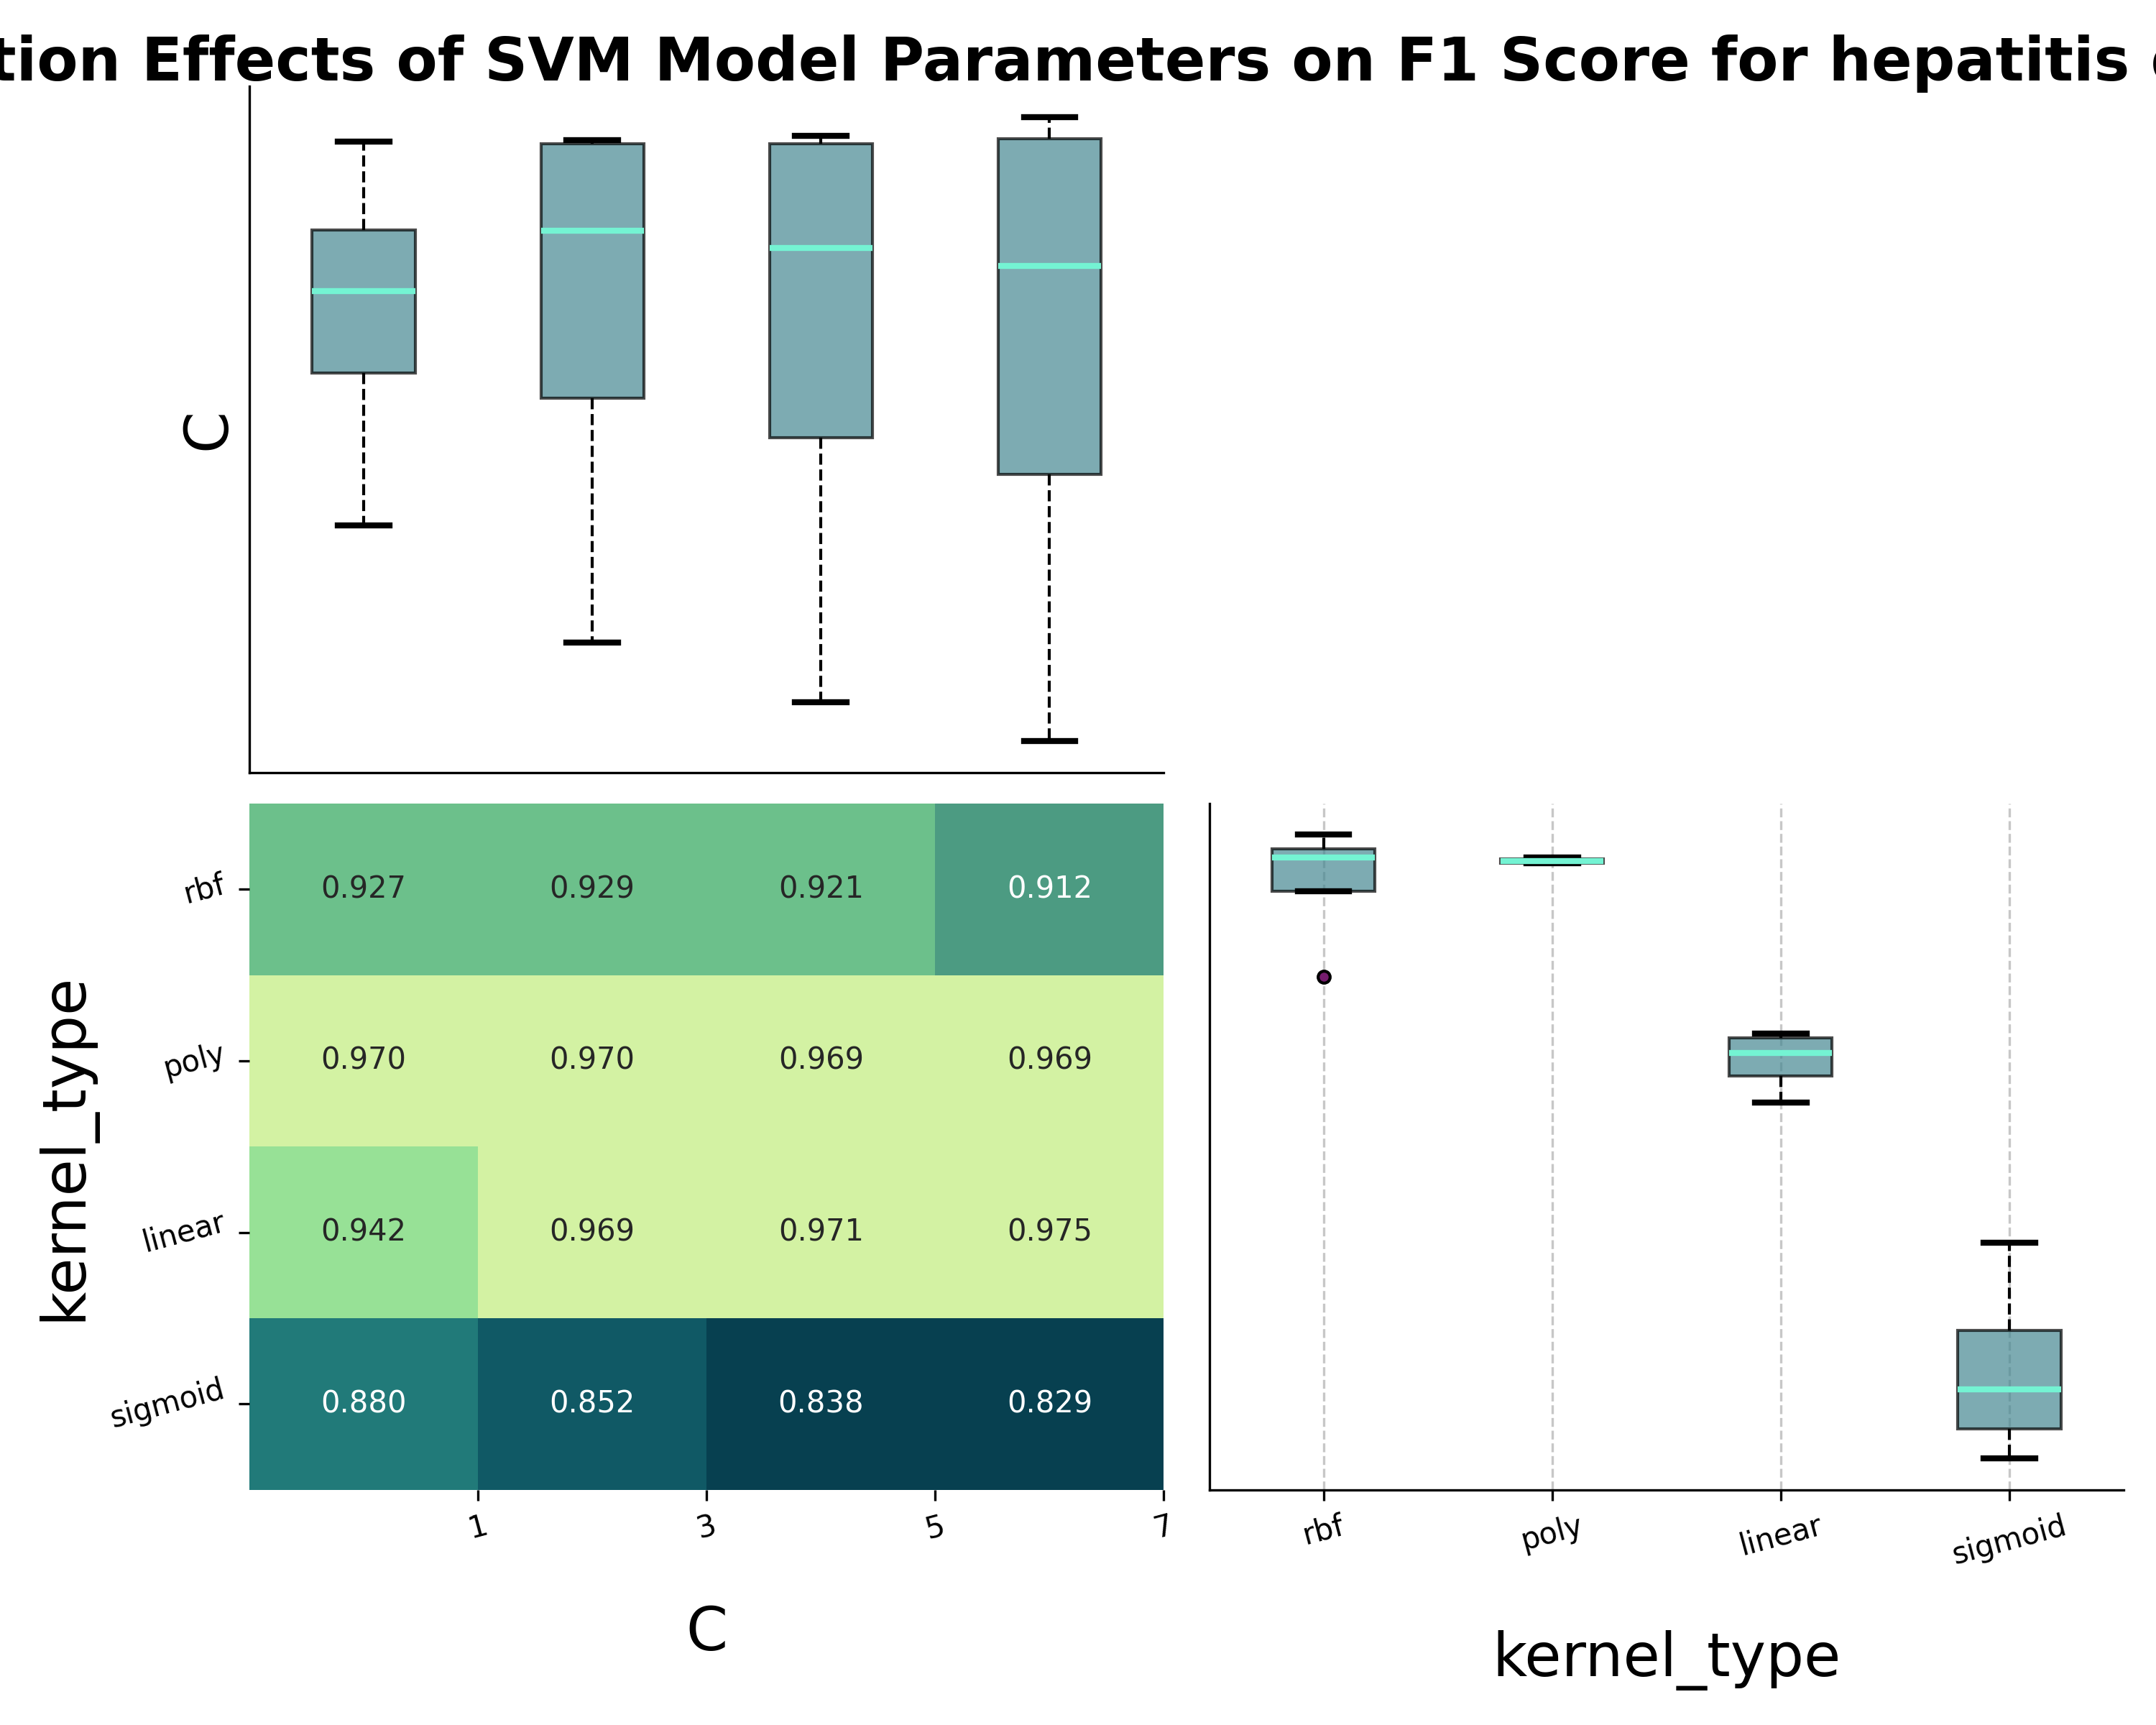 tion Effects of SVM Model Parameters on F1 Score for hepatitis
C
kernel_type
rbf 0.927 0.929 0.921 0.912
poly 0.970 0.970 0.969 0.969
linear 0.942 0.969 0.971 0.975
sigmoid 0.880 0.852 0.838 0.829
1 3 5 7
C
rbf poly linear sigmoid
kernel_type